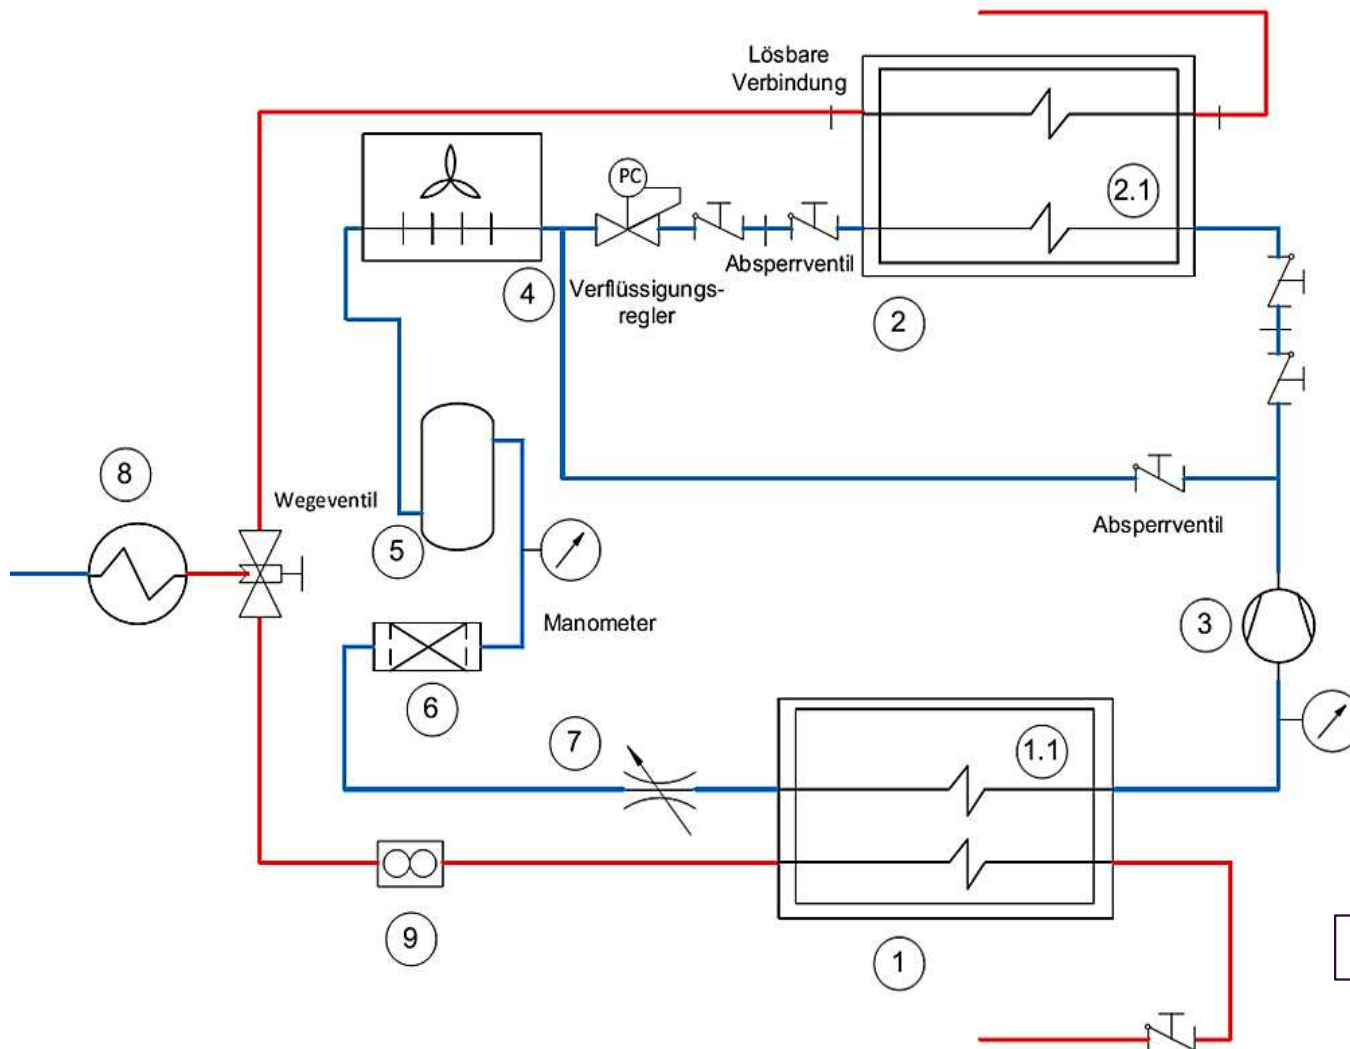 Lösbare
Verbindung
PC
2.1
Absperrventil
4
Verflüssigungs-
regler
2
8
Wegeventil
5
Absperrventil
Manometer
3
6
7
1.1
9
1